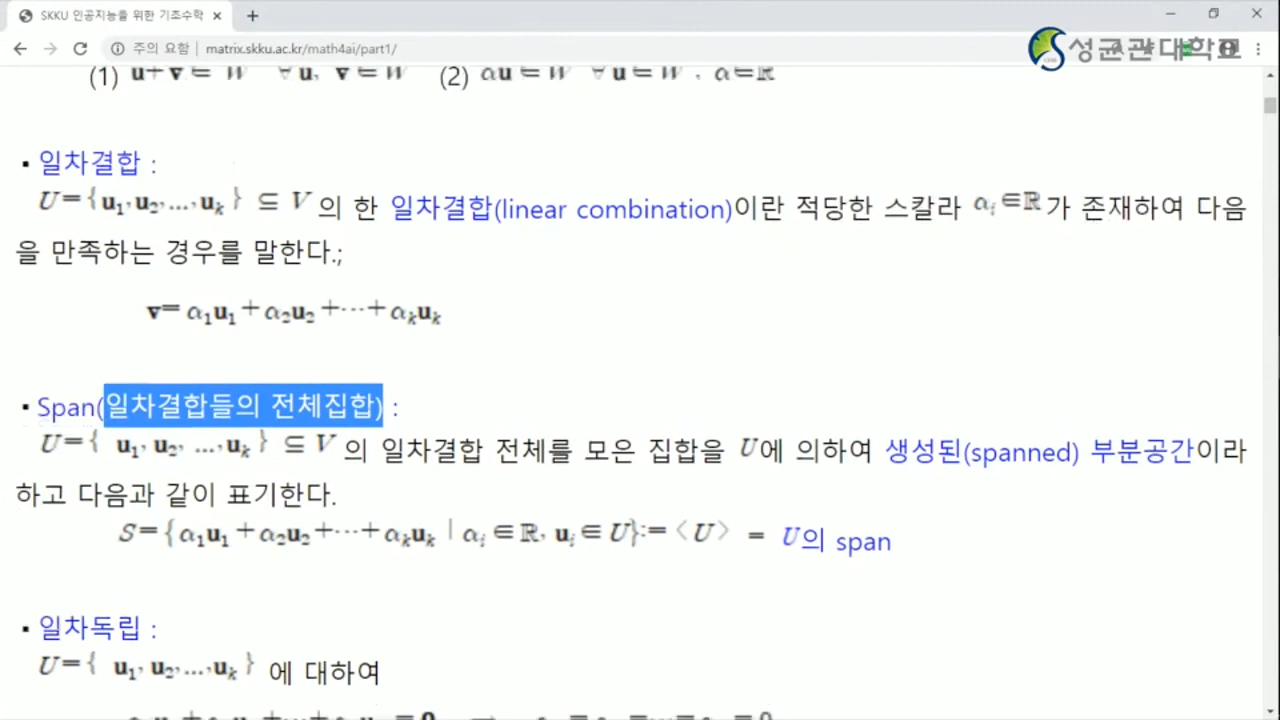 SKKU 인공지능을 위한 기초수학
주의 요함 | matrix.skku.ac.kr/math4ai/part1/
성균관대학교
(1) u+v∈W ∀u, v∈W (2) αu∈W ∀u∈W, α∈ℝ
▪ 일차결합 :
U={u₁,u₂,…,uₖ} ⊆ V 의 한 일차결합(linear combination)이란 적당한 스칼라 αᵢ∈ℝ가 존재하여 다음
을 만족하는 경우를 말한다.;
v=α₁u₁+α₂u₂+⋯+αₖuₖ
▪ Span(일차결합들의 전체집합) :
U={ u₁, u₂, …,uₖ } ⊆ V 의 일차결합 전체를 모은 집합을 U에 의하여 생성된(spanned) 부분공간이라
하고 다음과 같이 표기한다.
S={α₁u₁+α₂u₂+⋯+αₖuₖ | αᵢ∈ℝ, uᵢ∈U}:=〈U〉 = U의 span
▪ 일차독립 :
U={ u₁, u₂,…,uₖ } 에 대하여